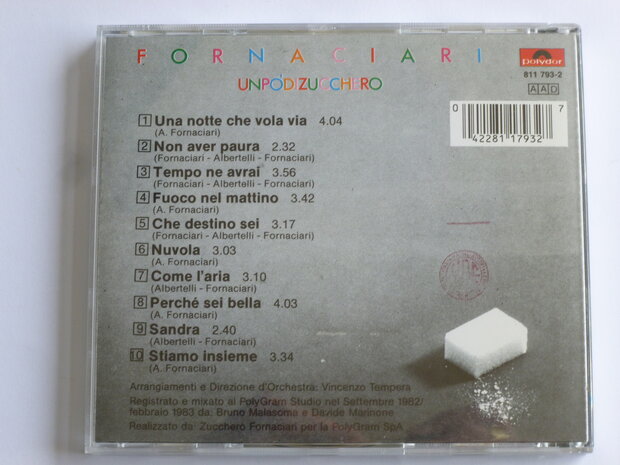 FORNACIARI
UNPO'DIZUCCHERO
polydor
811 793-2
AAD
0 42281 17932 7
1 Una notte che vola via 4.04
(A. Fornaciari)
2 Non aver paura 2.32
(Fornaciari - Albertelli - Fornaciari)
3 Tempo ne avrai 3.56
(Fornaciari - Albertelli - Fornaciari)
4 Fuoco nel mattino 3.42
(A. Fornaciari)
5 Che destino sei 3.17
(Fornaciari - Albertelli - Fornaciari)
6 Nuvola 3.03
(A. Fornaciari)
7 Come l'aria 3.10
(Albertelli - Fornaciari)
8 Perché sei bella 4.03
(A. Fornaciari)
9 Sandra 2.40
(Albertelli - Fornaciari)
10 Stiamo insieme 3.34
(A. Fornaciari)
Arrangiamenti e Direzione d'Orchestra: Vincenzo Tempera
Registrato e mixato al PolyGram Studio nel Settembre 1982/
febbraio 1983 da: Bruno Malasoma e Davide Marinone
Realizzato da: Zucchero Fornaciari per la PolyGram SpA